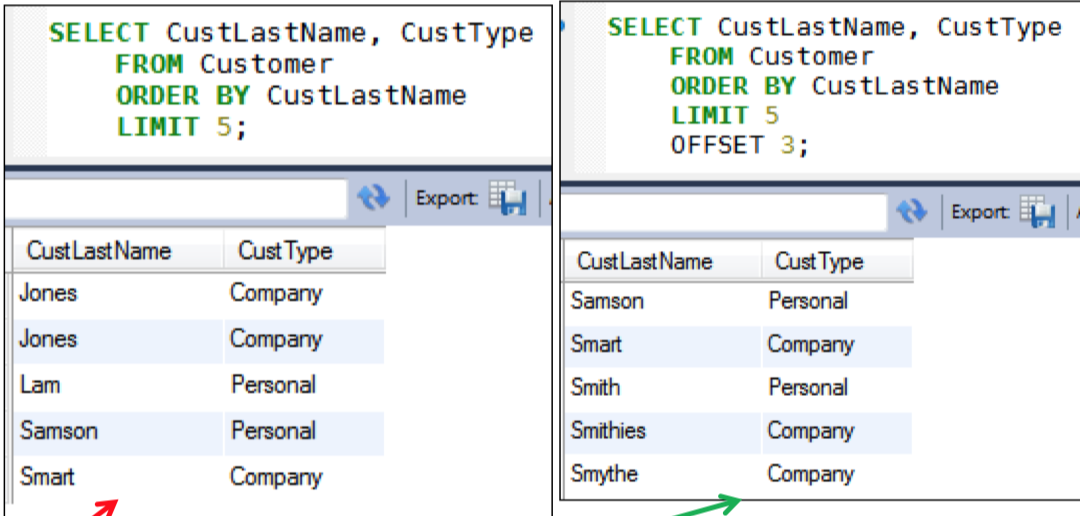 SELECT CustLastName, CustType
FROM Customer
ORDER BY CustLastName
LIMIT 5;
Export:
CustLastName CustType
Jones Company
Jones Company
Lam Personal
Samson Personal
Smart Company
SELECT CustLastName, CustType
FROM Customer
ORDER BY CustLastName
LIMIT 5
OFFSET 3;
Export:
CustLastName CustType
Samson Personal
Smart Company
Smith Personal
Smithies Company
Smythe Company